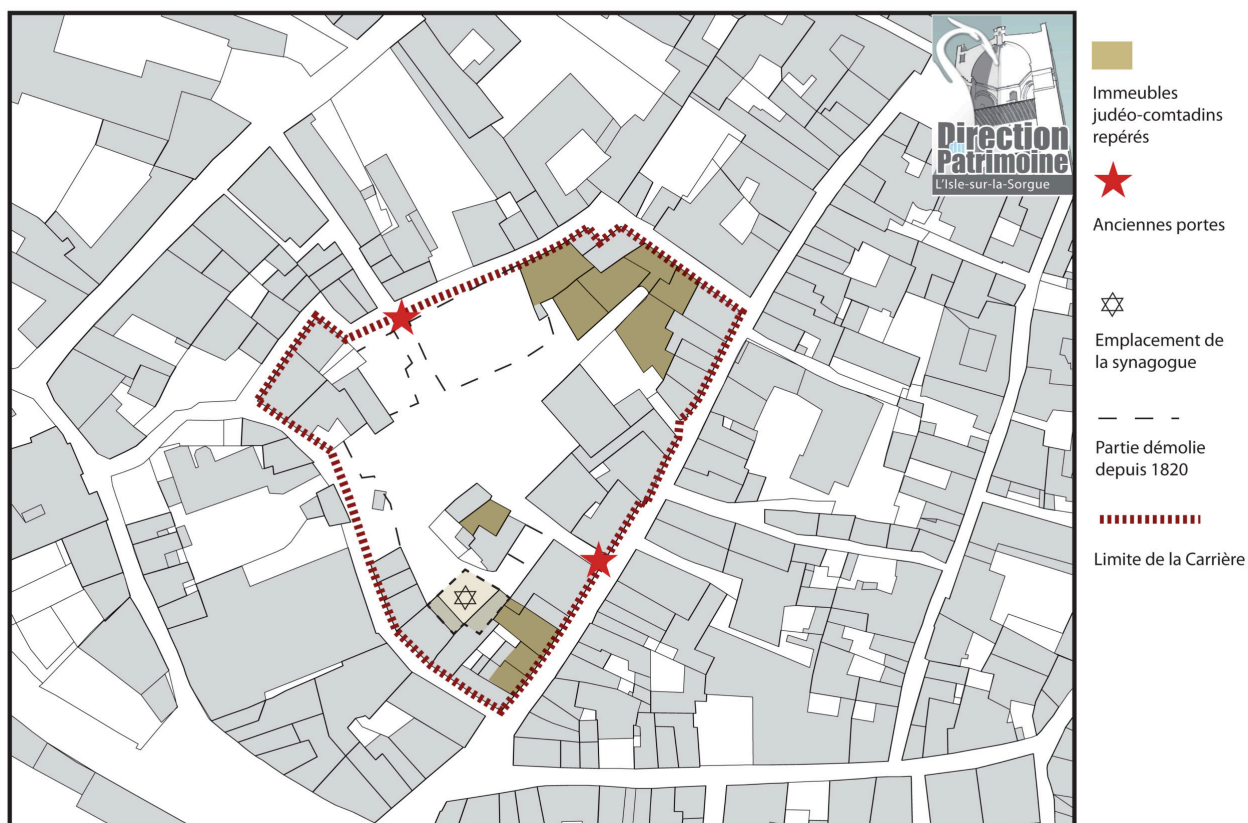 Direction
du
Patrimoine
L'Isle-sur-la-Sorgue
Immeubles
judéo-comtadins
repérés
Anciennes portes
Emplacement de
la synagogue
Partie démolie
depuis 1820
Limite de la Carrière